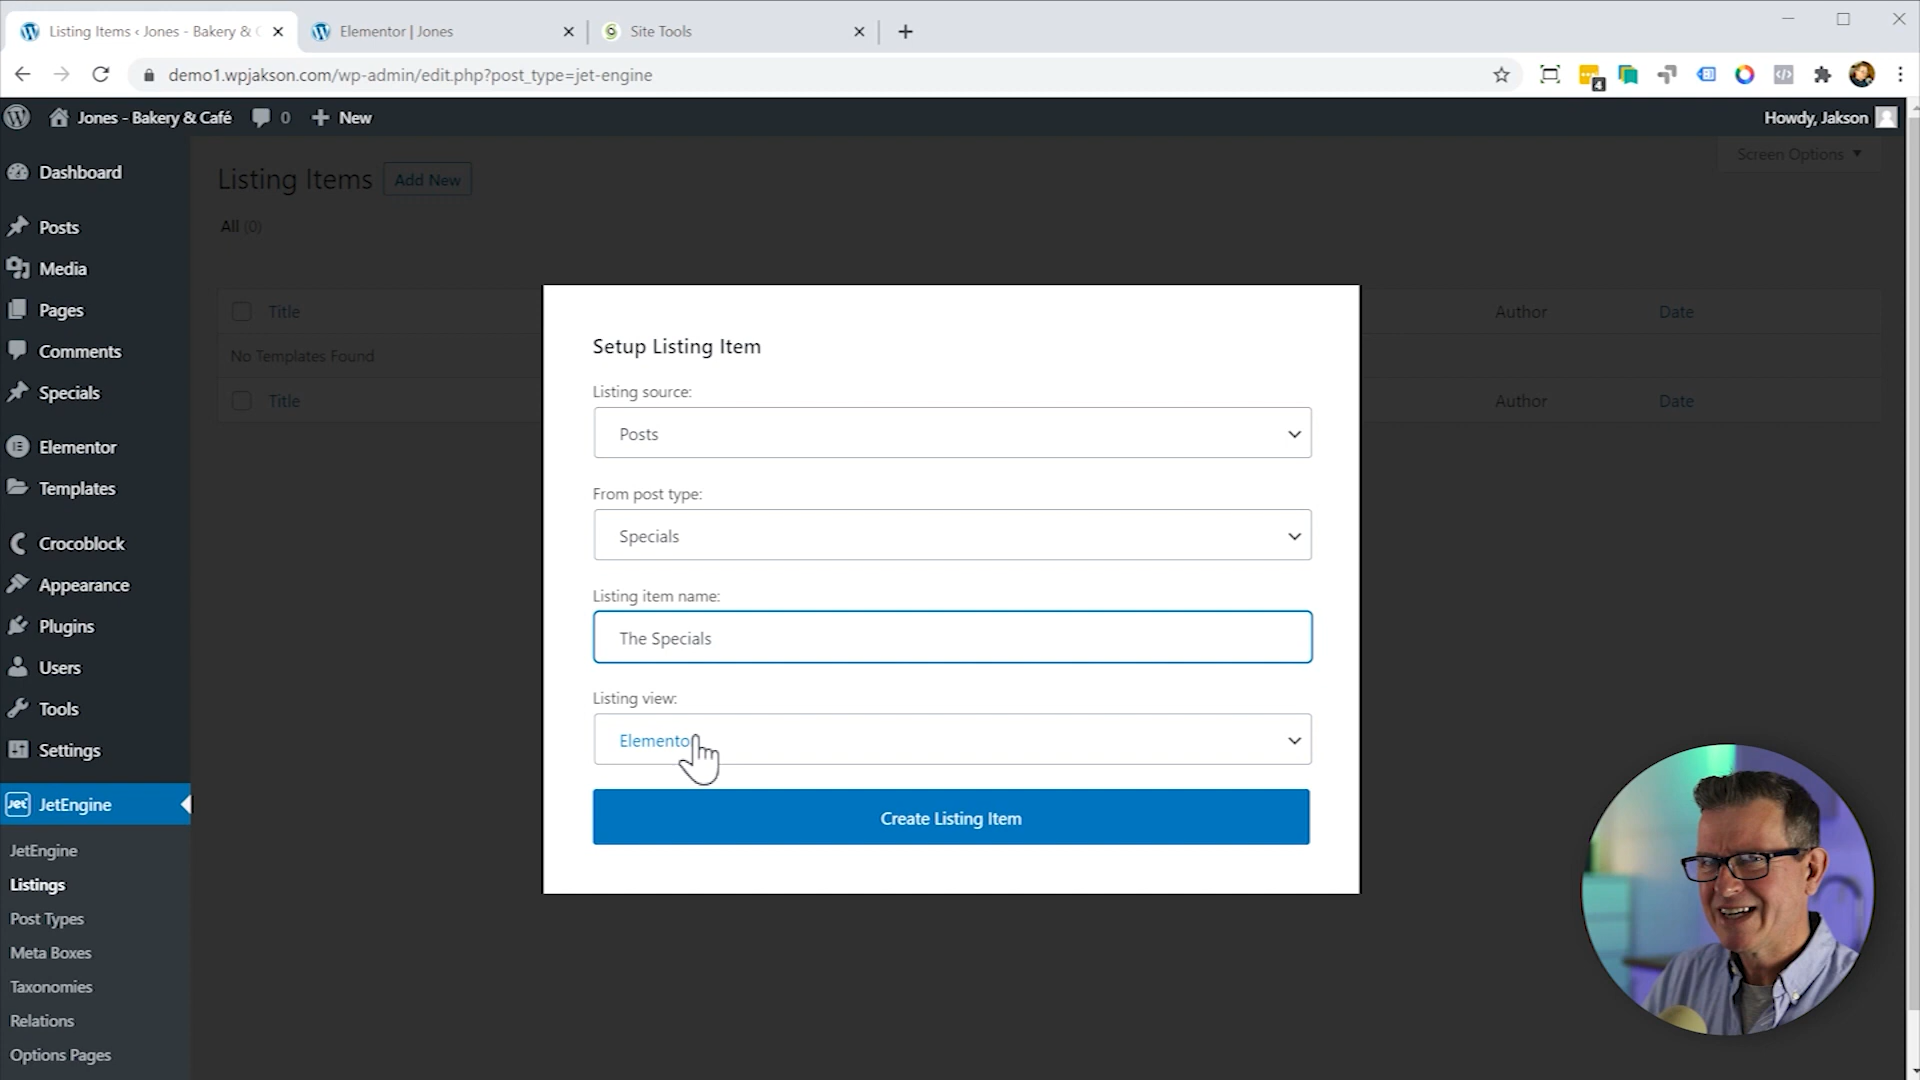 Listing Items ‹ Jones - Bakery & C
Elementor | Jones
Site Tools
demo1.wpjakson.com/wp-admin/edit.php?post_type=jet-engine
4
Jones - Bakery & Café
0
New
Howdy, Jakson
Dashboard
Posts
Media
Pages
Comments
Specials
Elementor
Templates
Crocoblock
Appearance
Plugins
Users
Tools
Settings
Jet
JetEngine
JetEngine
Listings
Post Types
Meta Boxes
Taxonomies
Relations
Options Pages
Screen Options
Listing Items
Add New
All (0)
Title
Author
Date
No Templates Found
Title
Author
Date
Setup Listing Item
Listing source:
Posts
From post type:
Specials
Listing item name:
The Specials
Listing view:
Elemento
Create Listing Item